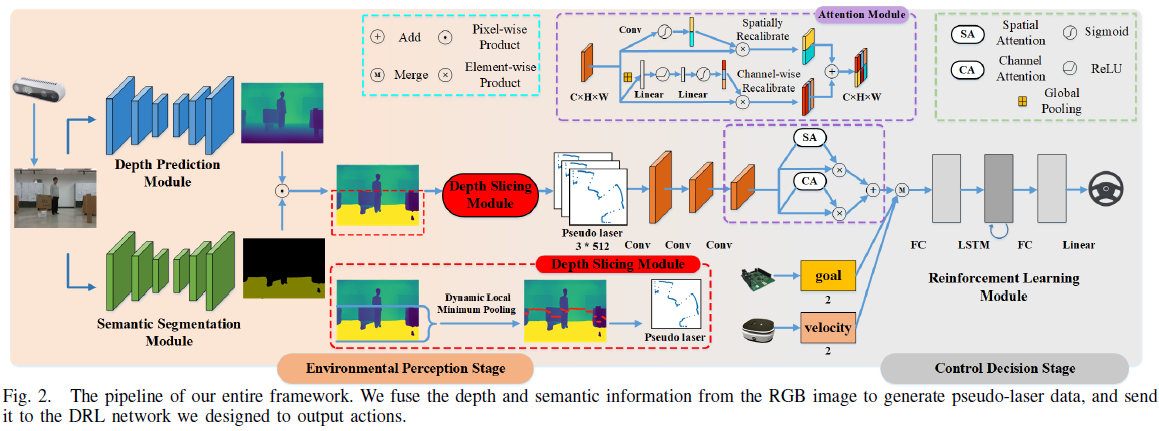 Attention Module
Add
Pixel-wise
Product
M
Merge
Element-wise
Product
Conv
Spatially
Recalibrate
C×H×W
Linear
Linear
Channel-wise
Recalibrate
C×H×W
SA
Spatial
Attention
Sigmoid
CA
Channel
Attention
ReLU
Global
Pooling
Depth Prediction
Module
Semantic Segmentation
Module
Depth Slicing
Module
Pseudo laser
3 * 512
Conv
Conv
Conv
SA
CA
M
FC
LSTM
FC
Linear
Reinforcement Learning
Module
goal
2
velocity
2
Depth Slicing Module
Dynamic Local
Minimum Pooling
Pseudo laser
Environmental Perception Stage
Control Decision Stage
Fig. 2. The pipeline of our entire framework. We fuse the depth and semantic information from the RGB image to generate pseudo-laser data, and send
it to the DRL network we designed to output actions.